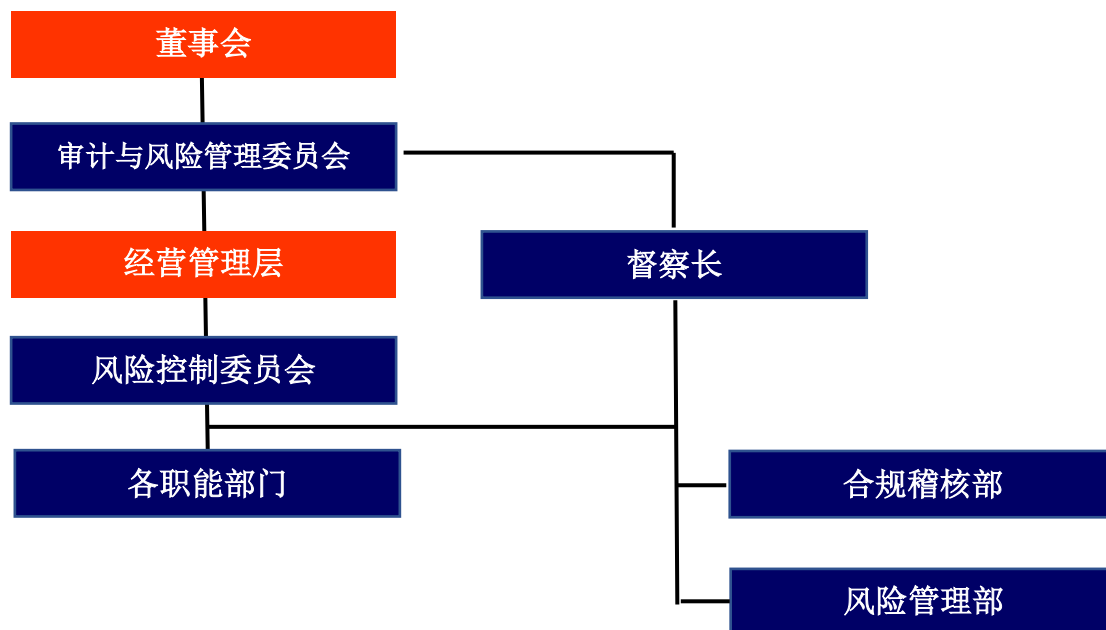 董事会
审计与风险管理委员会
经营管理层
督察长
风险控制委员会
各职能部门
合规稽核部
风险管理部